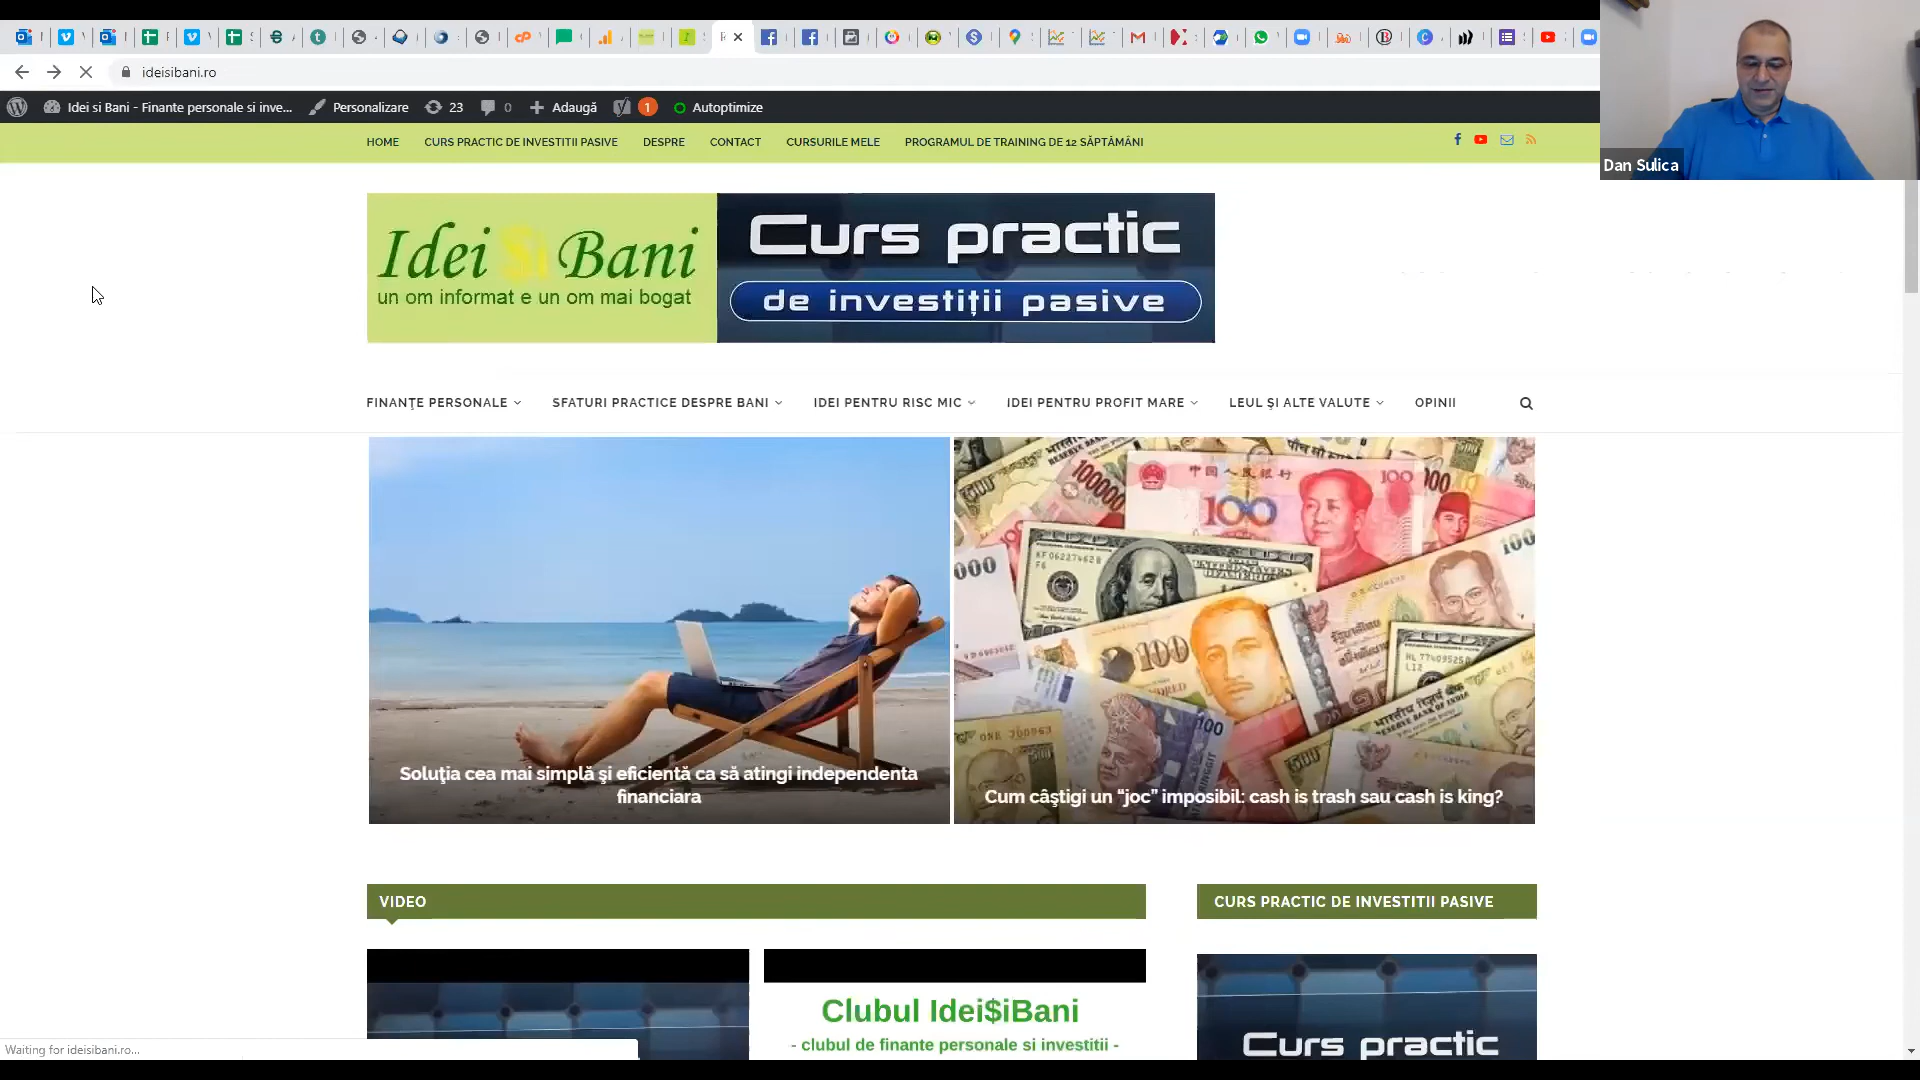 ideisibani.ro
Idei si Bani - Finante personale si inve...
Personalizare
23
0
Adaugă
1
Autoptimize
Dan Sulica
HOME
CURS PRACTIC DE INVESTITII PASIVE
DESPRE
CONTACT
CURSURILE MELE
PROGRAMUL DE TRAINING DE 12 SĂPTĂMÂNI
Idei $i Bani
un om informat e un om mai bogat
Curs practic
de investiții pasive
FINANŢE PERSONALE
SFATURI PRACTICE DESPRE BANI
IDEI PENTRU RISC MIC
IDEI PENTRU PROFIT MARE
LEUL ŞI ALTE VALUTE
OPINII
Soluţia cea mai simplă şi eficientă ca să atingi independenta
financiara
Cum câştigi un “joc” imposibil: cash is trash sau cash is king?
VIDEO
CURS PRACTIC DE INVESTITII PASIVE
Clubul Idei$iBani
- clubul de finante personale si investitii -
Curs practic
Waiting for ideisibani.ro...